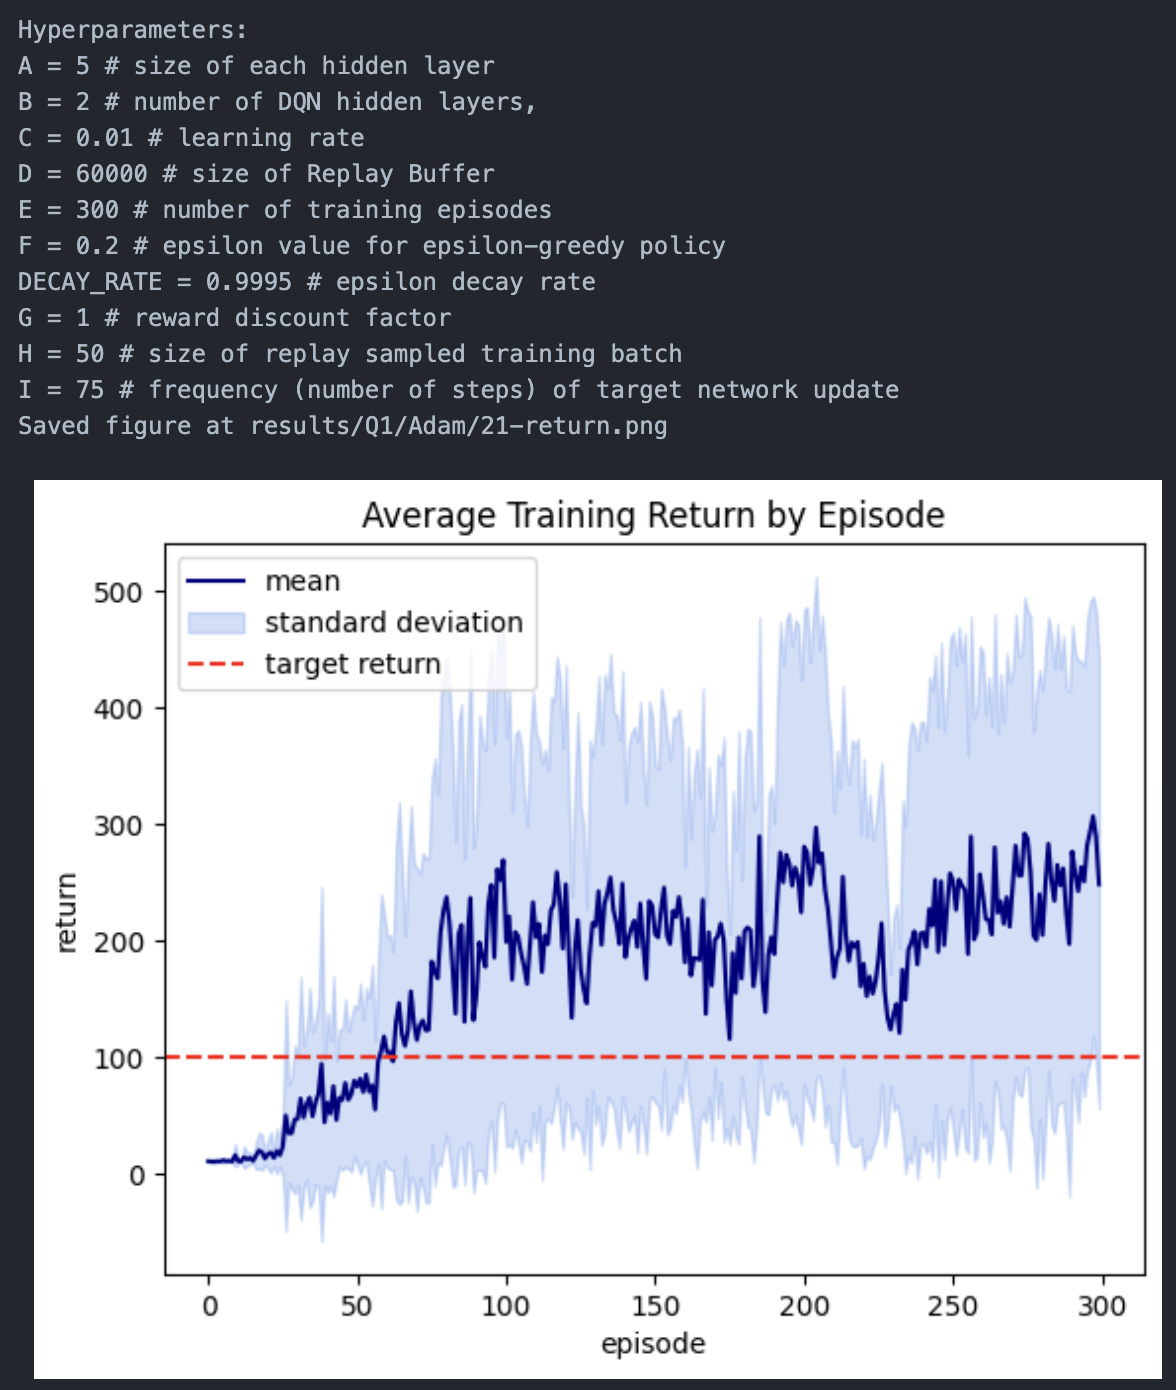 Hyperparameters:
A = 5 # size of each hidden layer
B = 2 # number of DQN hidden layers,
C = 0.01 # learning rate
D = 60000 # size of Replay Buffer
E = 300 # number of training episodes
F = 0.2 # epsilon value for epsilon-greedy policy
DECAY_RATE = 0.9995 # epsilon decay rate
G = 1 # reward discount factor
H = 50 # size of replay sampled training batch
I = 75 # frequency (number of steps) of target network update
Saved figure at results/Q1/Adam/21-return.png
Average Training Return by Episode
mean
standard deviation
target return
500
400
300
200
100
0
return
0 50 100 150 200 250 300
episode